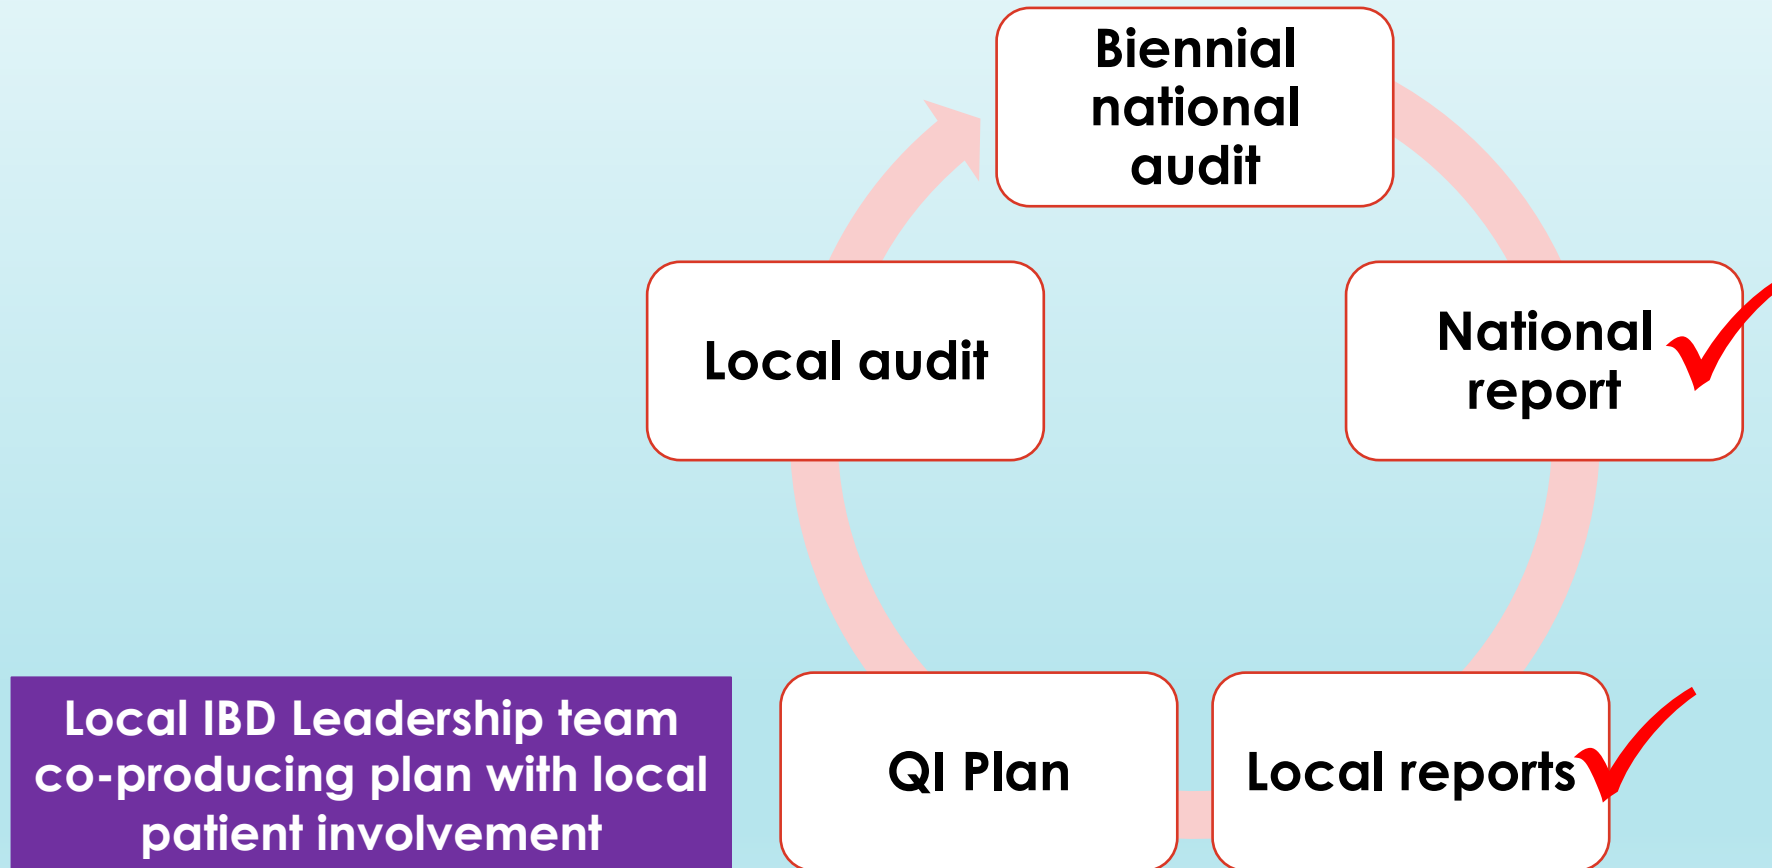 Biennial
national
audit
National
report
Local reports
QI Plan
Local audit
Local IBD Leadership team
co-producing plan with local
patient involvement